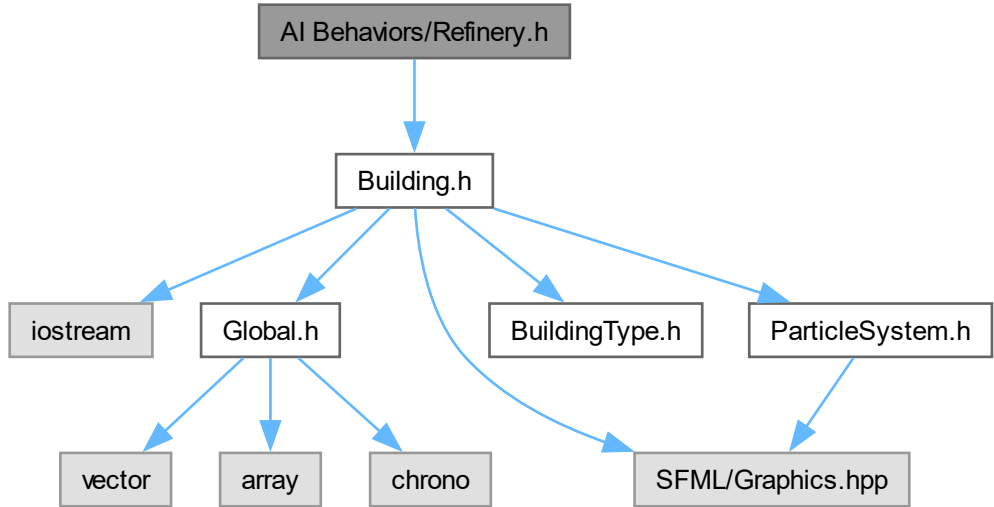 AI Behaviors/Refinery.h
Building.h
iostream
Global.h
BuildingType.h
ParticleSystem.h
vector
array
chrono
SFML/Graphics.hpp